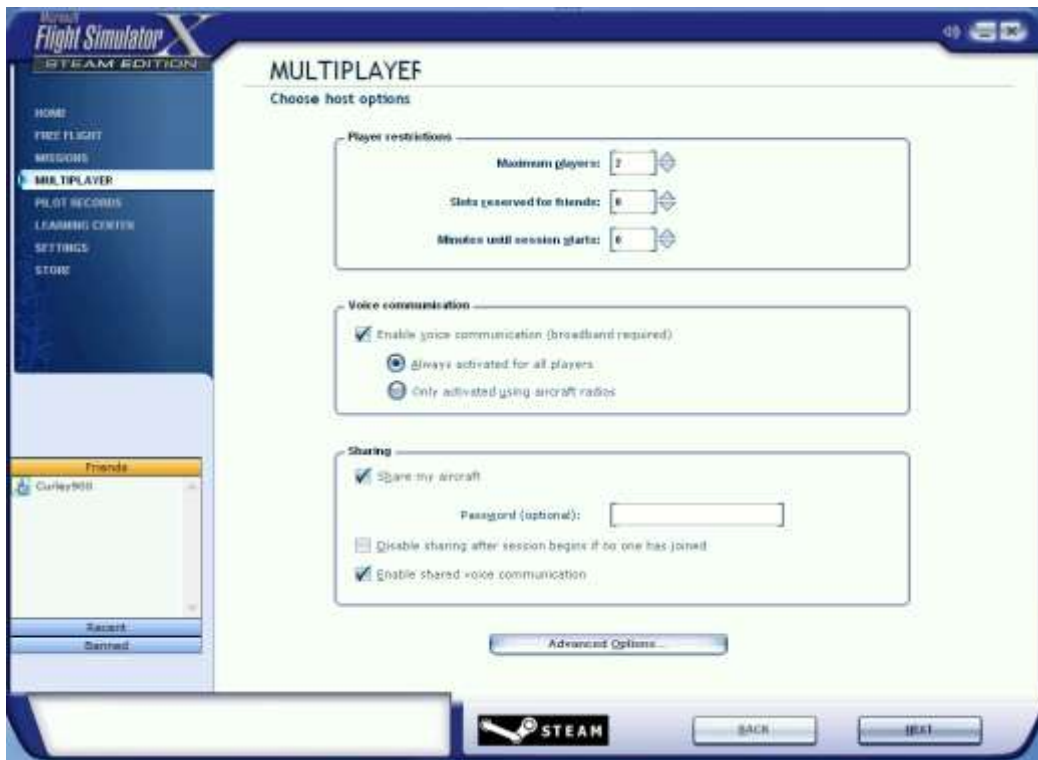 Microsoft
Flight Simulator X
STEAM EDITION
HOME
FREE FLIGHT
MISSIONS
MULTIPLAYER
PILOT RECORDS
LEARNING CENTER
SETTINGS
STORE
Friends
Curley900
Recent
Banned
MULTIPLAYER
Choose host options
Player restrictions
Maximum players: 2
Slots reserved for friends: 0
Minutes until session starts: 0
Voice communication
Enable voice communication (broadband required)
Always activated for all players
Only activated using aircraft radios
Sharing
Share my aircraft
Password (optional):
Disable sharing after session begins if no one has joined
Enable shared voice communication
Advanced Options...
STEAM
BACK
NEXT